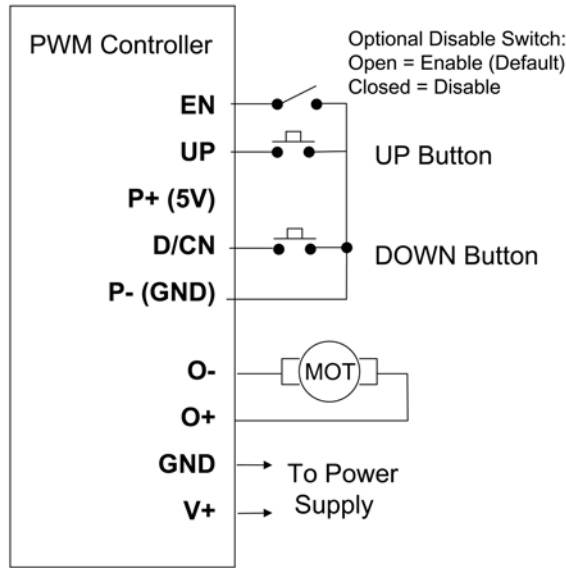 PWM Controller
Optional Disable Switch:
Open = Enable (Default)
Closed = Disable
EN
UP
UP Button
P+ (5V)
D/CN
DOWN Button
P- (GND)
O-
MOT
O+
GND
To Power
Supply
V+